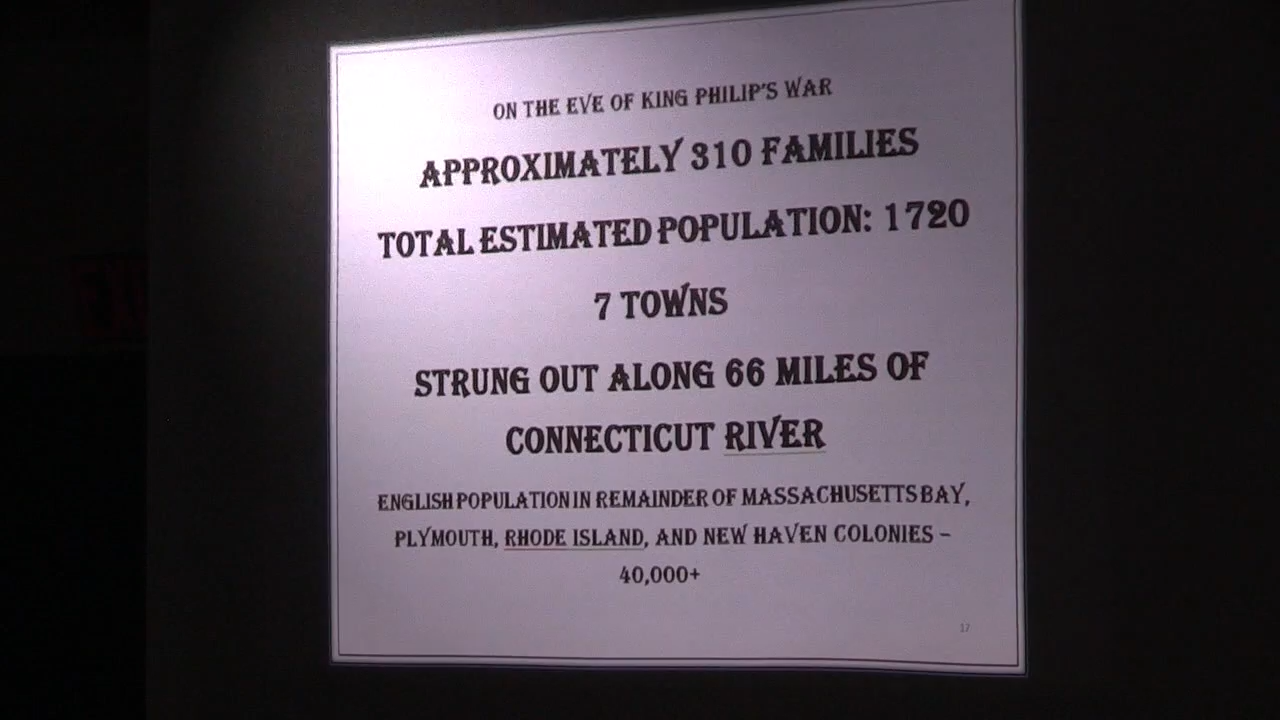 ON THE EVE OF KING PHILIP'S WAR
APPROXIMATELY 310 FAMILIES
TOTAL ESTIMATED POPULATION: 1720
7 TOWNS
STRUNG OUT ALONG 66 MILES OF
CONNECTICUT RIVER
ENGLISH POPULATION IN REMAINDER OF MASSACHUSETTS BAY,
PLYMOUTH, RHODE ISLAND, AND NEW HAVEN COLONIES –
40,000+
17